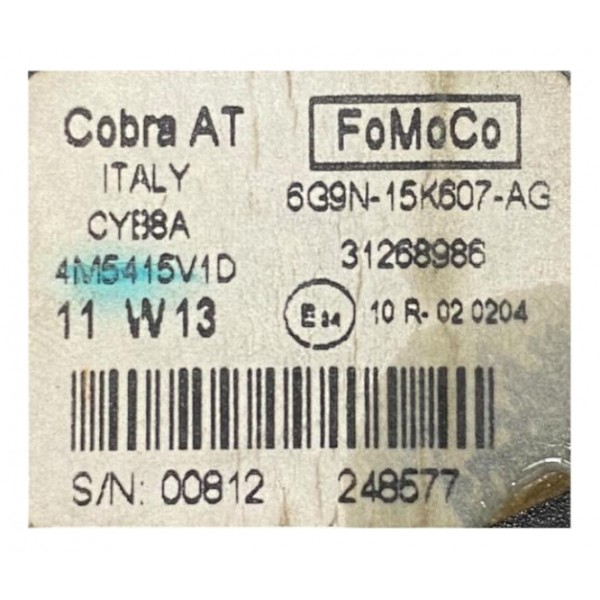 Cobra AT
FoMoCo
ITALY
6G9N-15K607-AG
CYB8A
31268986
4M5415V1D
11 W13
E 24 10 R-02 0204
S/N: 00812 248577